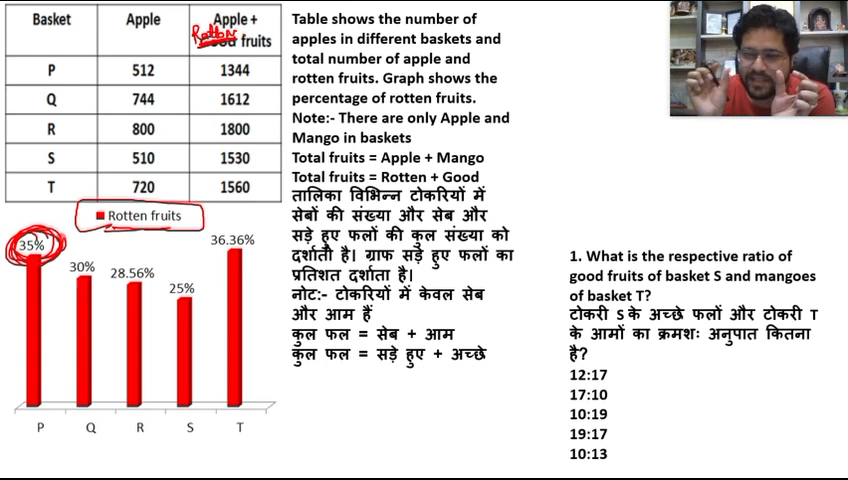 Basket Apple Apple +
Rotten fruits
P 512 1344
Q 744 1612
R 800 1800
S 510 1530
T 720 1560
Rotten fruits
35%
30%
28.56%
25%
36.36%
P Q R S T
Table shows the number of
apples in different baskets and
total number of apple and
rotten fruits. Graph shows the
percentage of rotten fruits.
Note:- There are only Apple and
Mango in baskets
Total fruits = Apple + Mango
Total fruits = Rotten + Good
तालिका विभिन्न टोकरियों में
सेबों की संख्या और सेब और
सड़े हुए फलों की कुल संख्या को
दर्शाती है। ग्राफ सड़े हुए फलों का
प्रतिशत दर्शाता है।
नोट:- टोकरियों में केवल सेब
और आम हैं
कुल फल = सेब + आम
कुल फल = सड़े हुए + अच्छे
1. What is the respective ratio of
good fruits of basket S and mangoes
of basket T?
टोकरी S के अच्छे फलों और टोकरी T
के आमों का क्रमशः अनुपात कितना
है?
12:17
17:10
10:19
19:17
10:13